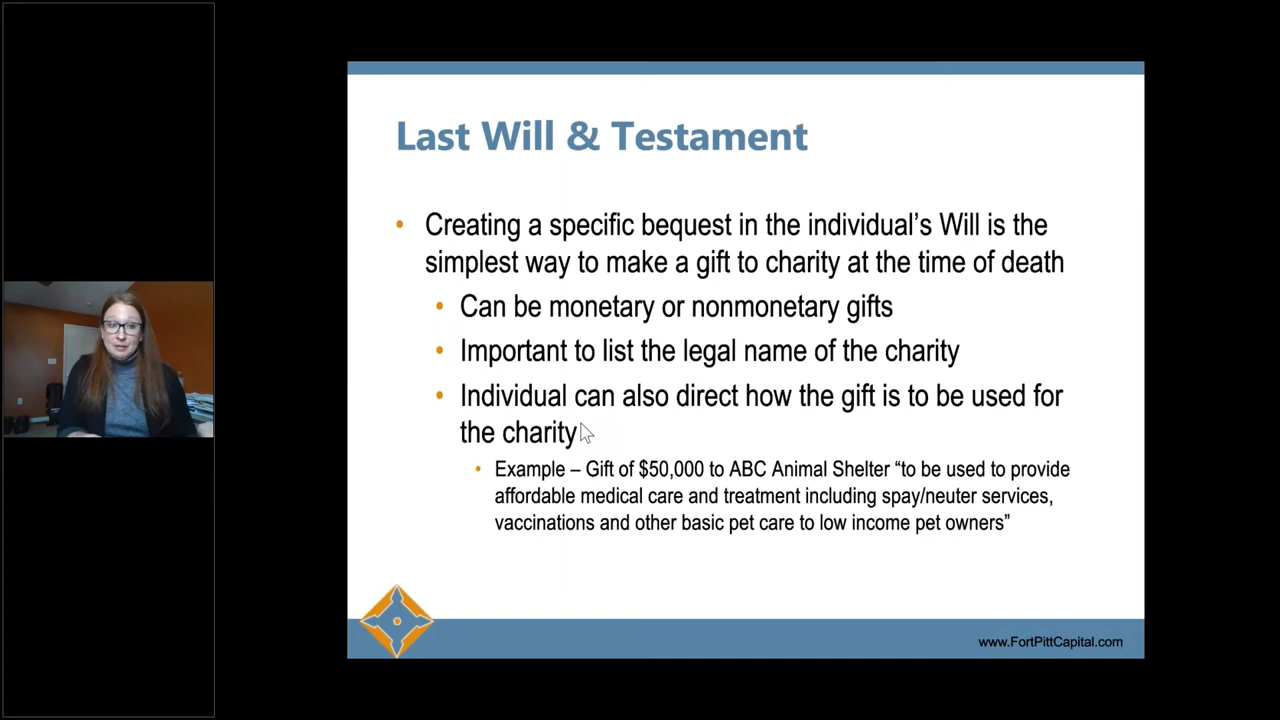 Last Will & Testament
• Creating a specific bequest in the individual's Will is the
simplest way to make a gift to charity at the time of death
• Can be monetary or nonmonetary gifts
• Important to list the legal name of the charity
• Individual can also direct how the gift is to be used for
the charity
• Example – Gift of $50,000 to ABC Animal Shelter “to be used to provide
affordable medical care and treatment including spay/neuter services,
vaccinations and other basic pet care to low income pet owners”
www.FortPittCapital.com